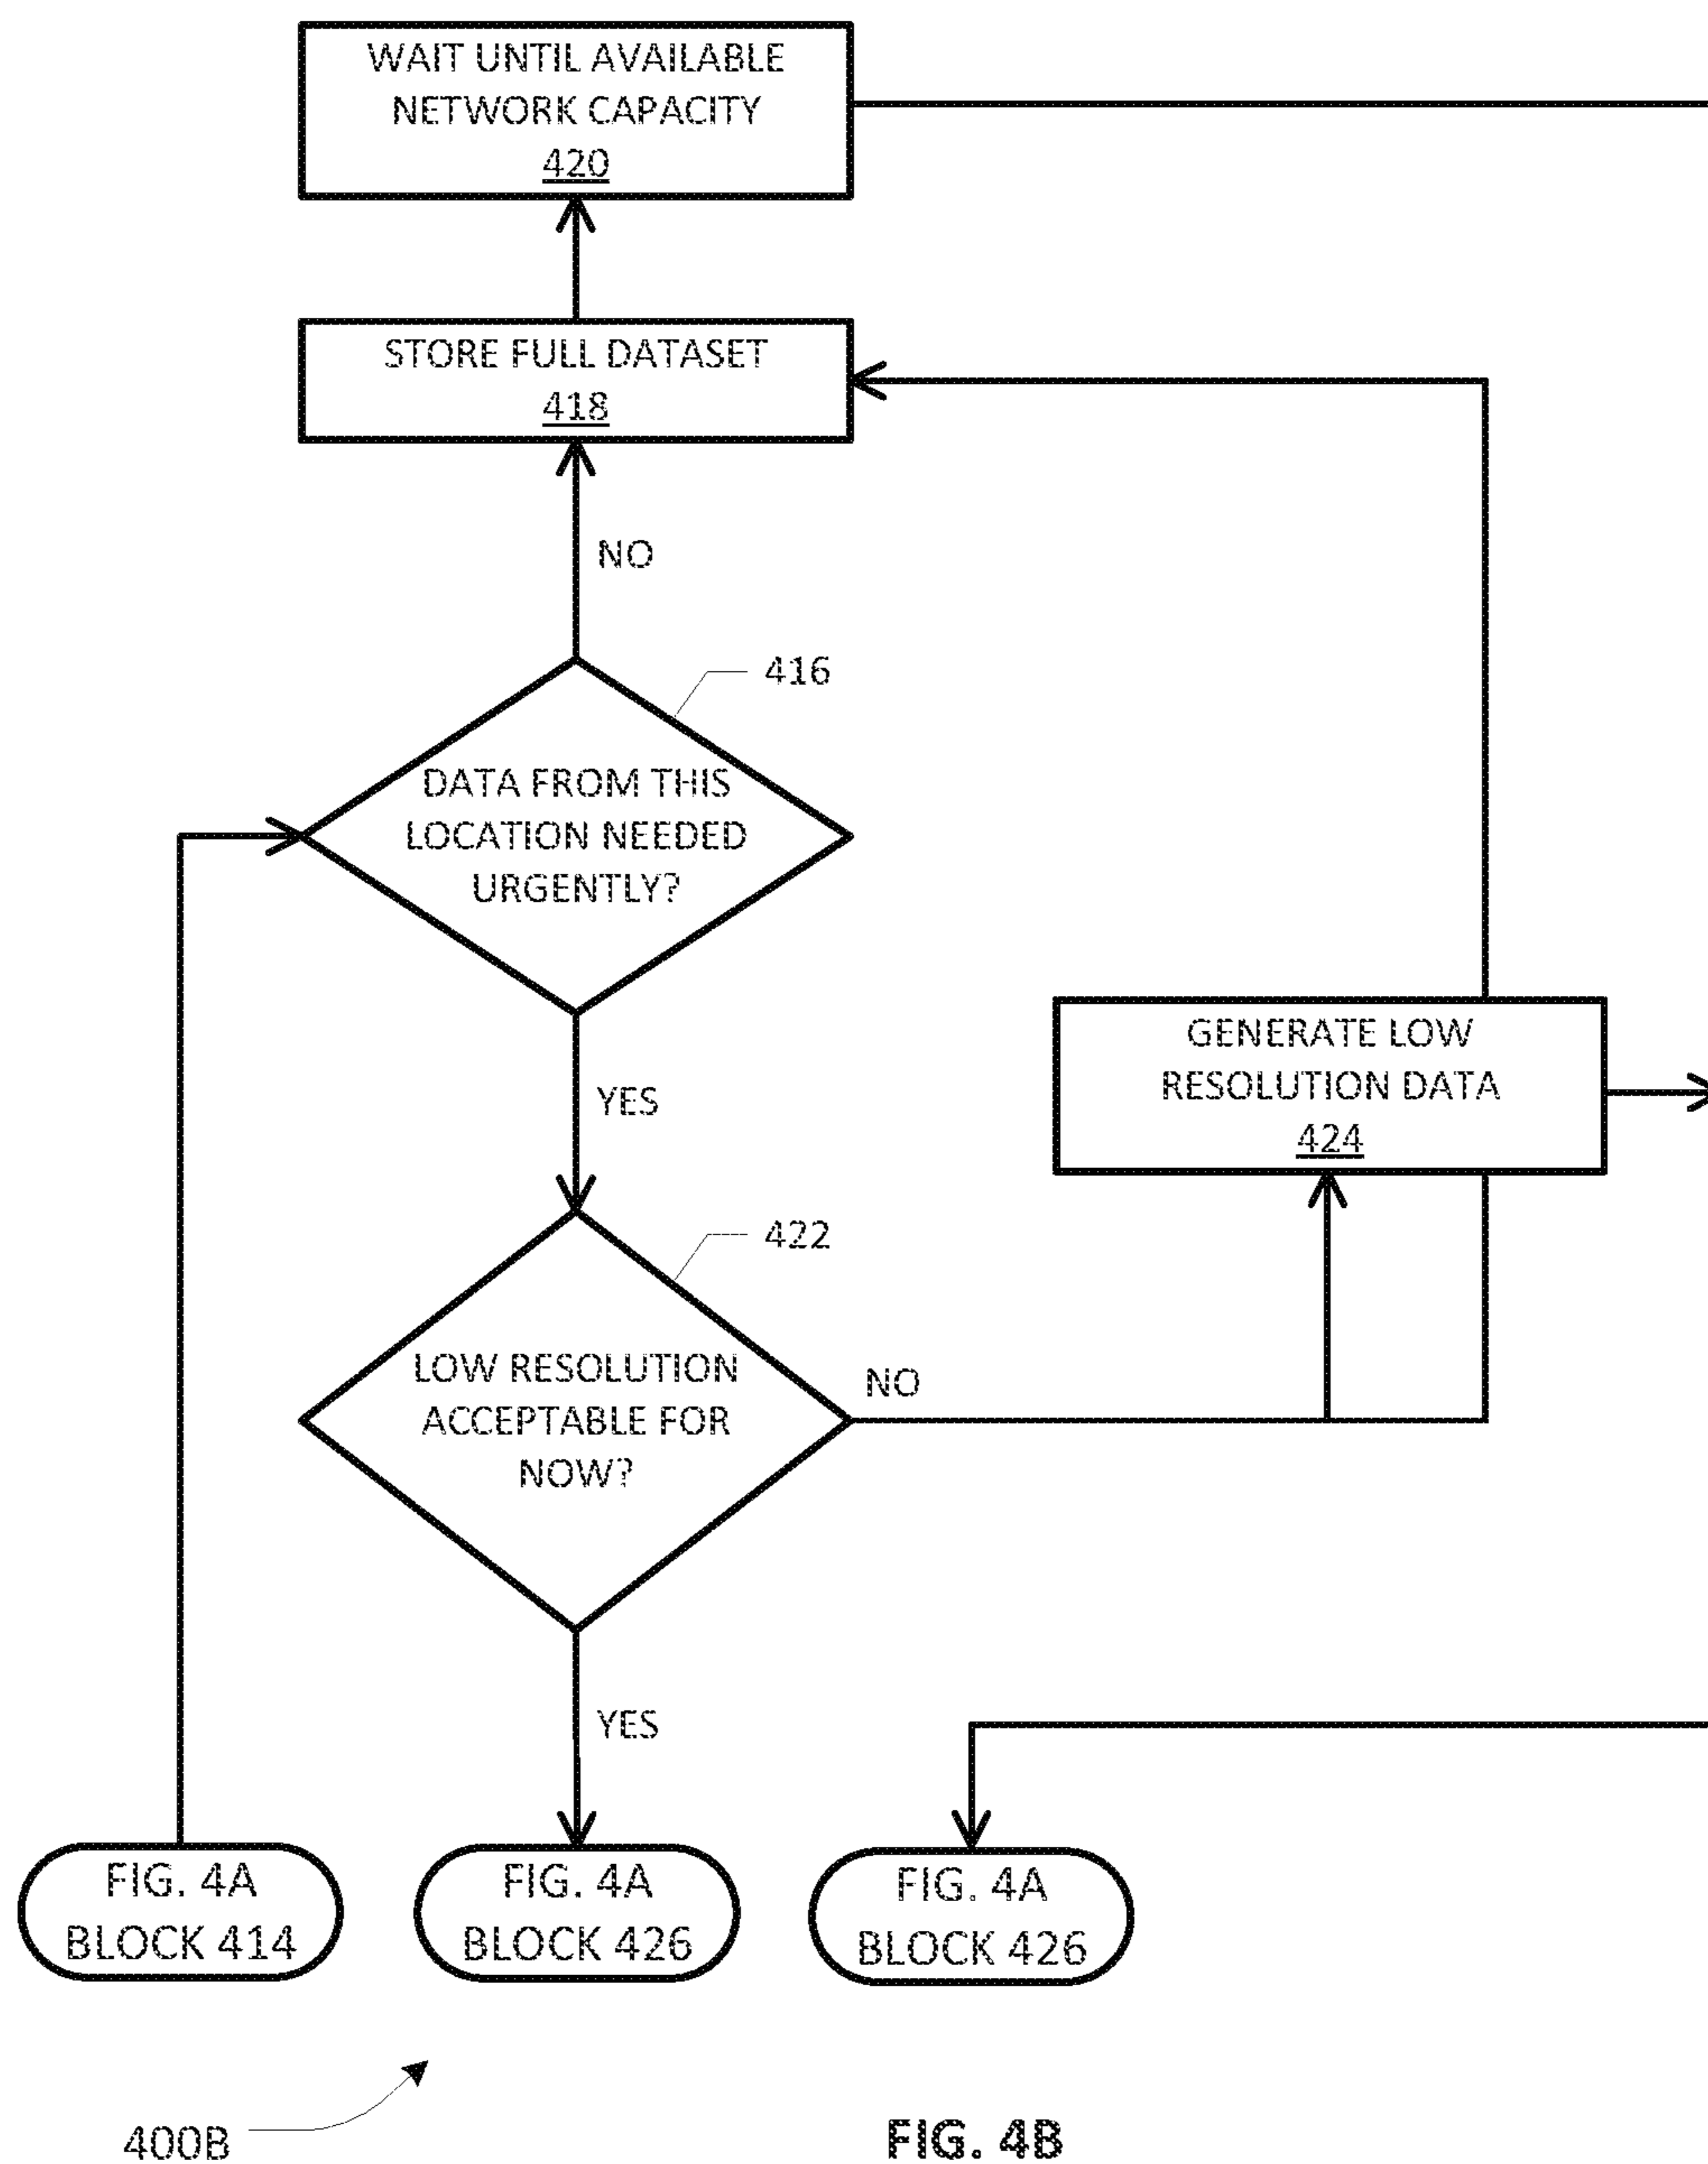 WAIT UNTIL AVAILABLE
NETWORK CAPACITY
420
STORE FULL DATASET
418
NO
416
DATA FROM THIS
LOCATION NEEDED
URGENTLY?
GENERATE LOW
RESOLUTION DATA
424
YES
422
LOW RESOLUTION
ACCEPTABLE FOR
NOW?
NO
YES
FIG. 4A
BLOCK 414
FIG. 4A
BLOCK 426
FIG. 4A
BLOCK 426
400B
FIG. 4B